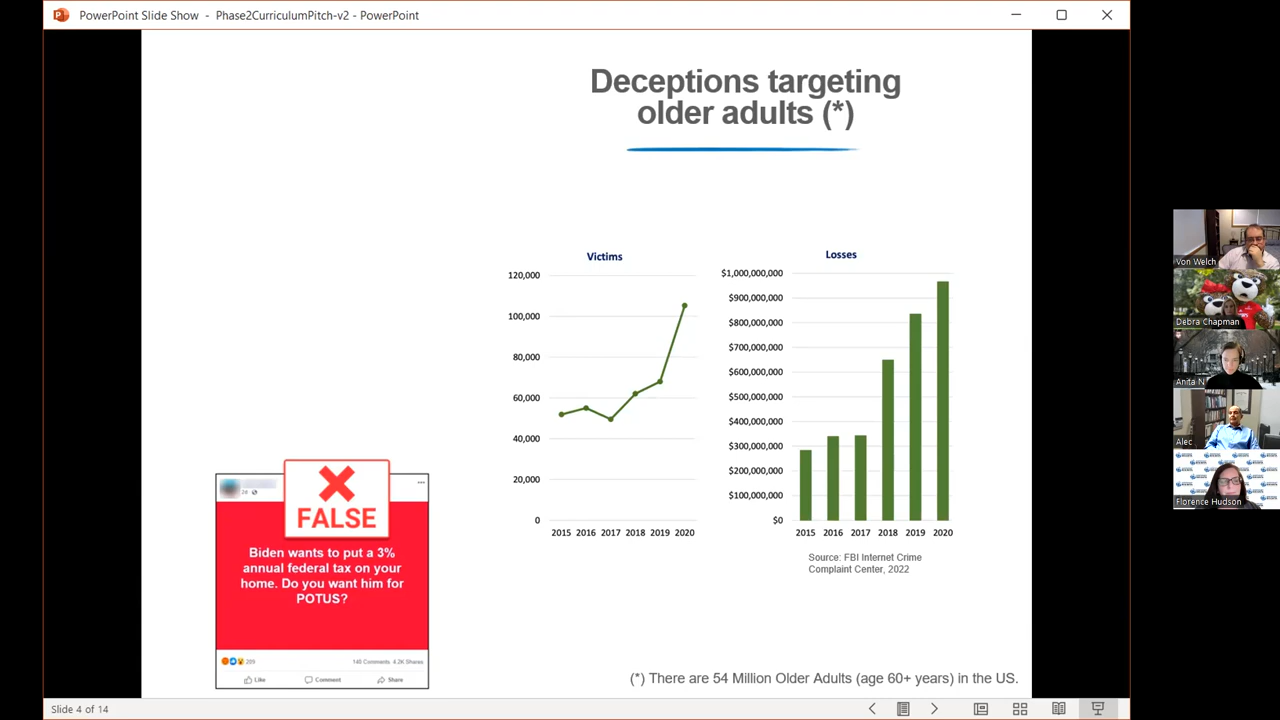 PowerPoint Slide Show - Phase2CurriculumPitch-v2 - PowerPoint
Deceptions targeting
older adults (*)
Victims
120,000
100,000
80,000
60,000
40,000
20,000
0
2015 2016 2017 2018 2019 2020
Losses
$1,000,000,000
$900,000,000
$800,000,000
$700,000,000
$600,000,000
$500,000,000
$400,000,000
$300,000,000
$200,000,000
$100,000,000
$0
2015 2016 2017 2018 2019 2020
Source: FBI Internet Crime
Complaint Center, 2022
FALSE
Biden wants to put a 3%
annual federal tax on your
home. Do you want him for
POTUS?
Like Comment Share
(*) There are 54 Million Older Adults (age 60+ years) in the US.
Slide 4 of 14
Von Welch
Debra Chapman
Anita N
Alec
Florence Hudson